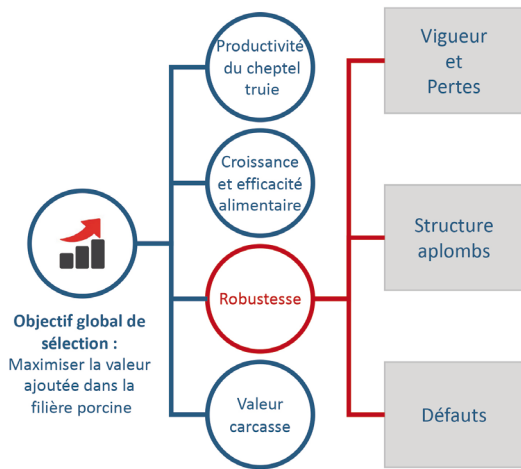 Productivité
du cheptel
truie
Croissance
et efficacité
alimentaire
Robustesse
Valeur
carcasse
Objectif global de
sélection :
Maximiser la valeur
ajoutée dans la
filière porcine
Vigueur
et
Pertes
Structure
aplombs
Défauts